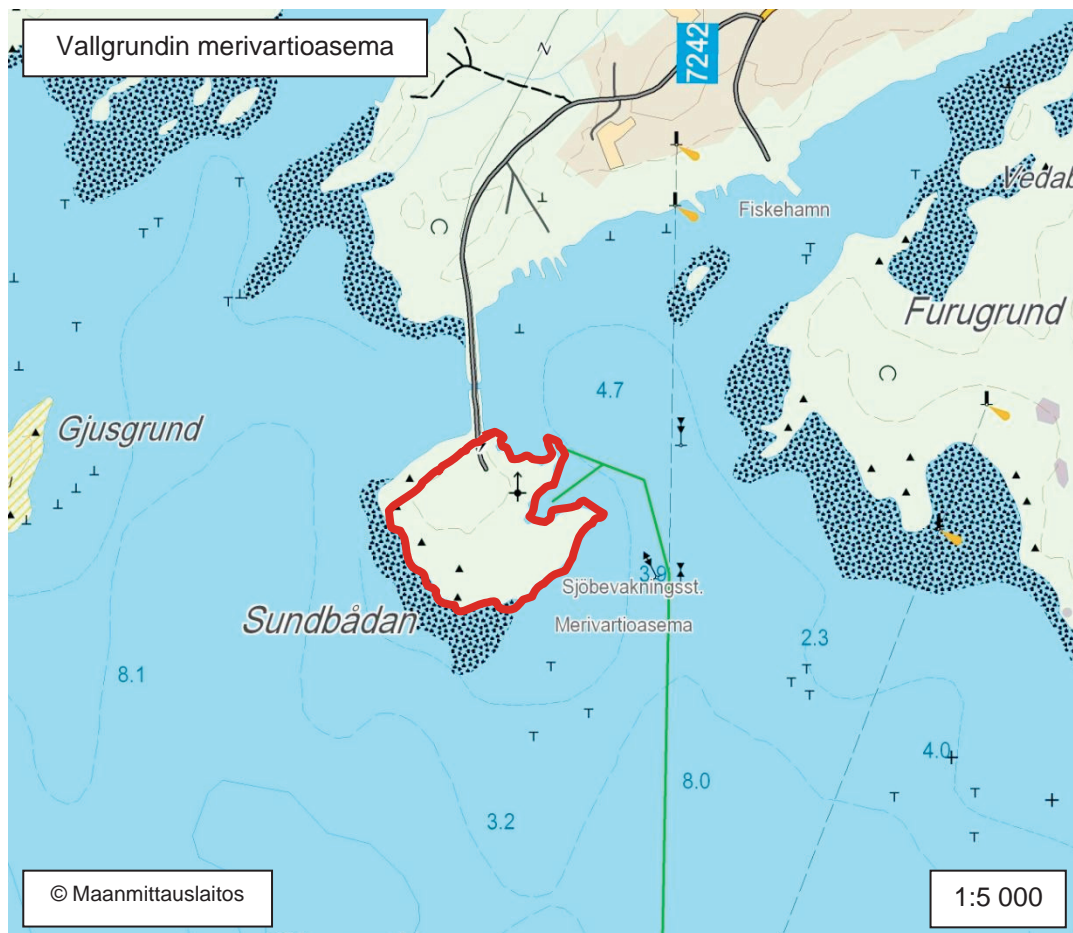 Vallgrundin merivartioasema
7242
Fiskehamn
Furugrund
4.7
Gjusgrund
3.9
Sjöbevakningsst.
Sundbådan
Merivartioasema
2.3
8.1
4.0
8.0
3.2
© Maanmittauslaitos
1:5 000